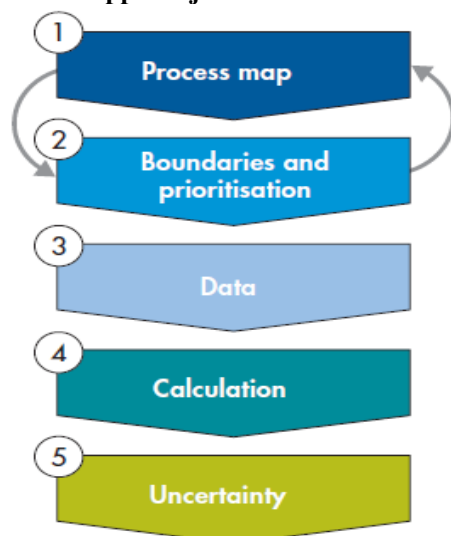 1
Process map
2
Boundaries and
prioritisation
3
Data
4
Calculation
5
Uncertainty